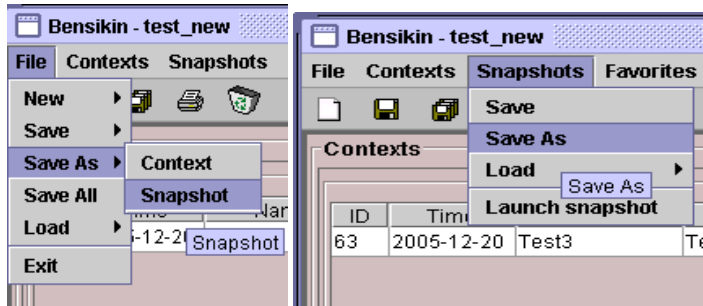 Bensikin - test_new
File Contexts Snapshots
New
Save
Save As Context
Save All Snapshot
Load
Snapshot
Exit
Bensikin - test_new
File Contexts Snapshots Favorites
Save
Save As
Contexts
Load
Save As
Launch snapshot
ID
63 2005-12-20 Test3